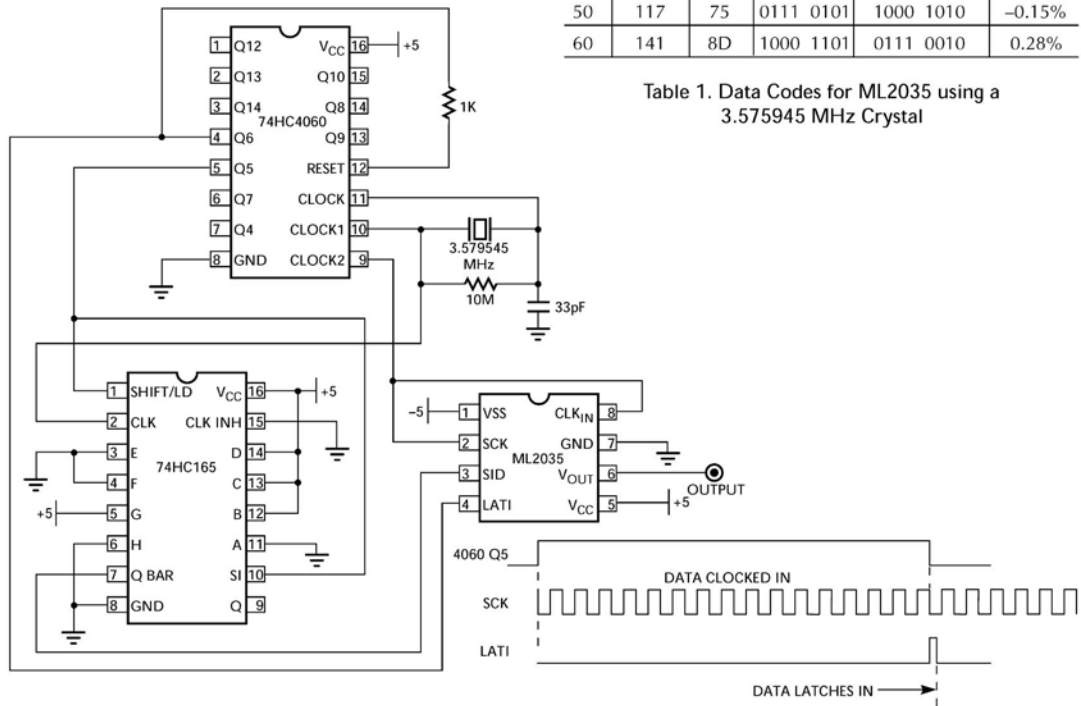 50 117 75 0111 0101 1000 1010 –0.15%
60 141 8D 1000 1101 0111 0010 0.28%
Table 1. Data Codes for ML2035 using a
3.575945 MHz Crystal
74HC4060
1 Q12 VCC 16 +5
2 Q13 Q10 15
3 Q14 Q8 14
4 Q6 Q9 13
5 Q5 RESET 12
6 Q7 CLOCK 11
7 Q4 CLOCK1 10
8 GND CLOCK2 9
1K
3.579545
MHz
10M
33pF
74HC165
1 SHIFT/LD VCC 16 +5
2 CLK CLK INH 15
3 E D 14
4 F C 13
+5 5 G B 12
6 H A 11
7 Q BAR SI 10
8 GND Q 9
ML2035
–5 1 VSS CLKIN 8
2 SCK GND 7
3 SID VOUT 6
OUTPUT
4 LATI VCC 5 +5
4060 Q5
DATA CLOCKED IN
SCK
LATI
DATA LATCHES IN